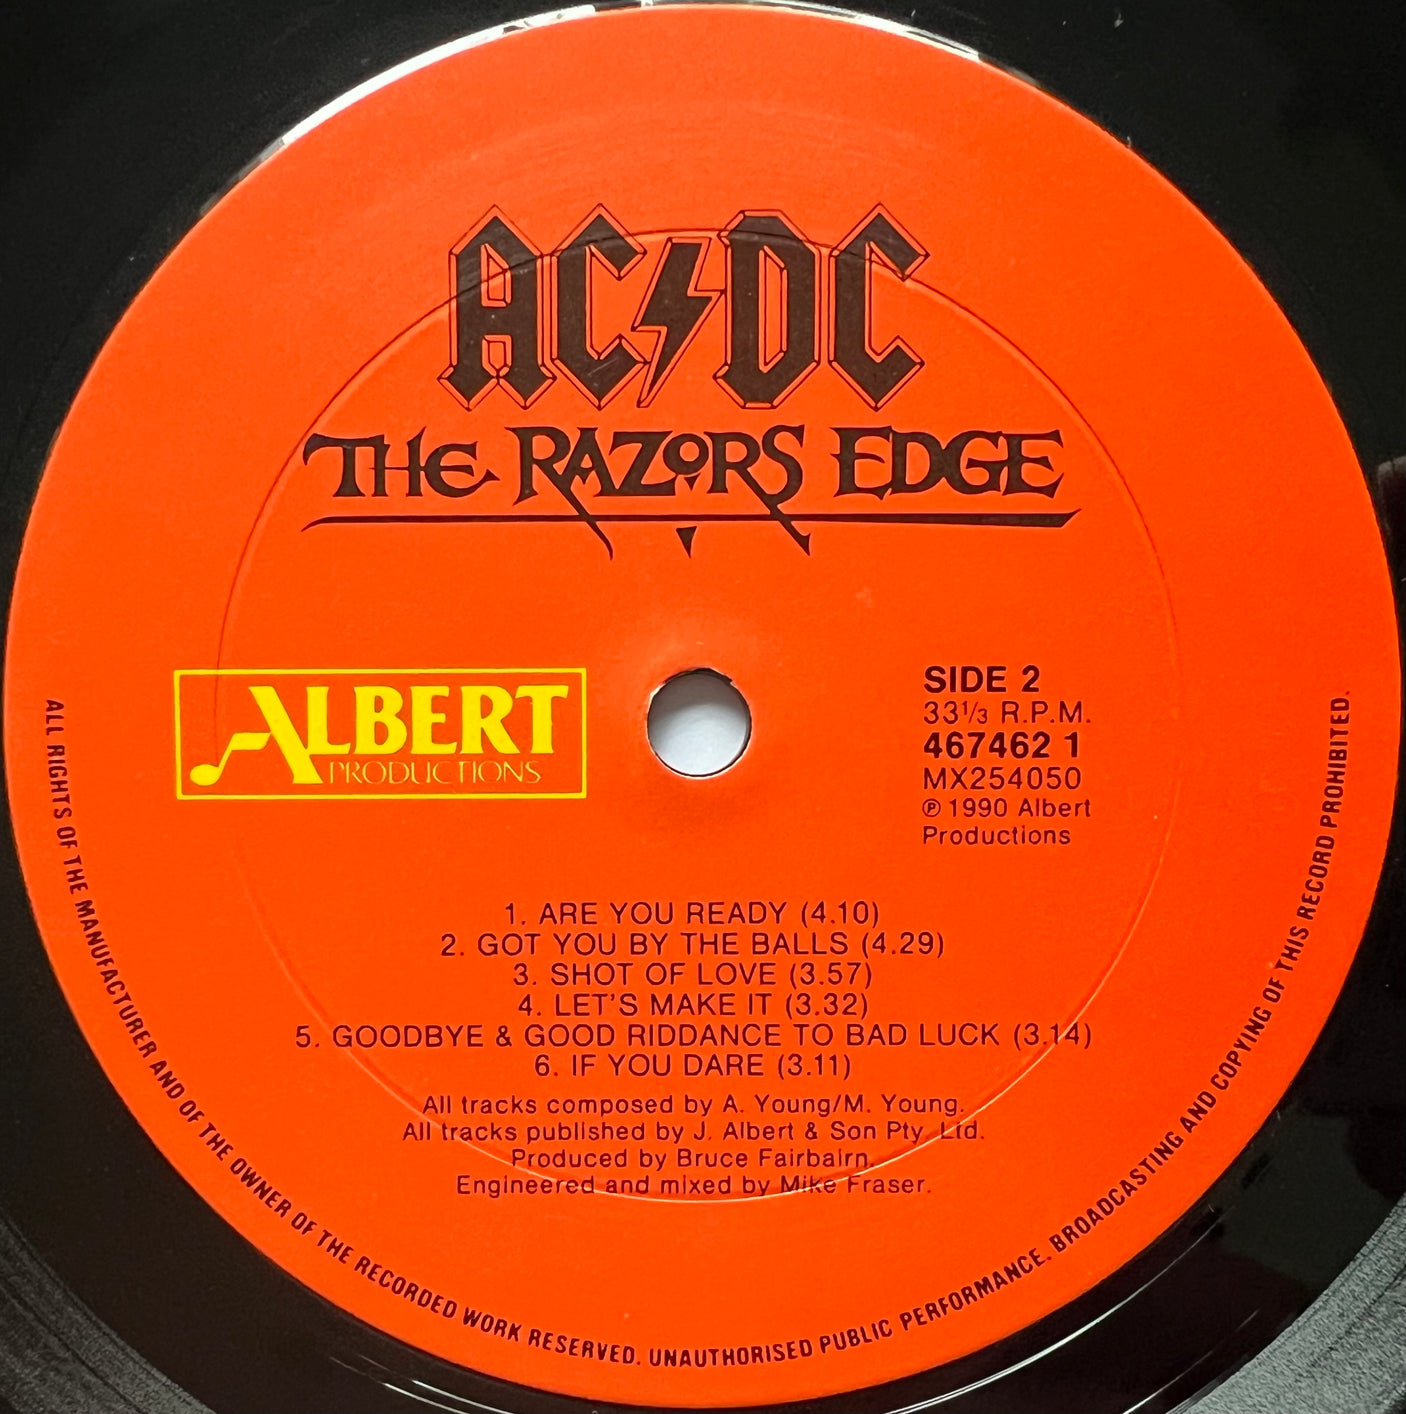 AC/DC
THE RAZORS EDGE
ALBERT
PRODUCTIONS
SIDE 2
33 1/3 R.P.M.
467462 1
MX254050
℗ 1990 Albert
Productions
1. ARE YOU READY (4.10)
2. GOT YOU BY THE BALLS (4.29)
3. SHOT OF LOVE (3.57)
4. LET'S MAKE IT (3.32)
5. GOODBYE & GOOD RIDDANCE TO BAD LUCK (3.14)
6. IF YOU DARE (3.11)
All tracks composed by A. Young/M. Young.
All tracks published by J. Albert & Son Pty. Ltd.
Produced by Bruce Fairbairn.
Engineered and mixed by Mike Fraser.
ALL RIGHTS OF THE MANUFACTURER AND OF THE OWNER OF THE RECORDED WORK RESERVED. UNAUTHORISED PUBLIC PERFORMANCE. BROADCASTING AND COPYING OF THIS RECORD PROHIBITED.